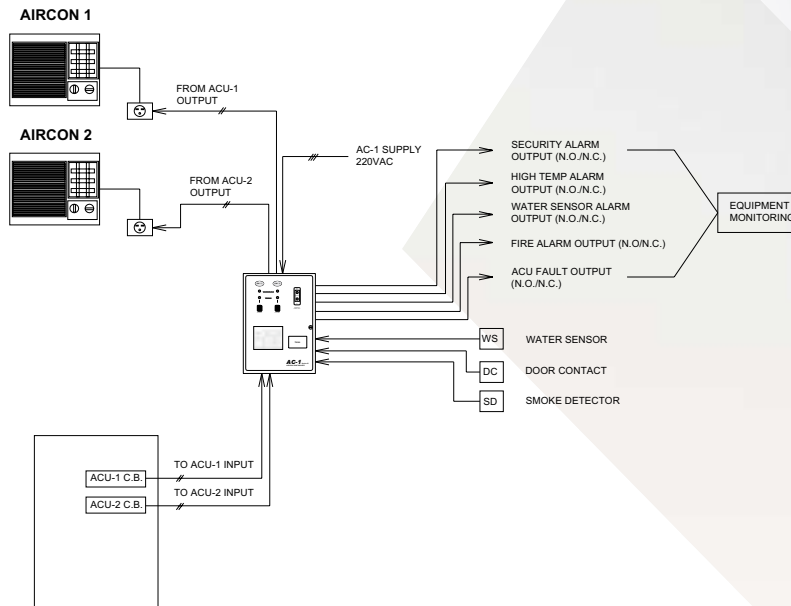 AIRCON 1
FROM ACU-1
OUTPUT
AIRCON 2
FROM ACU-2
OUTPUT
AC-1 SUPPLY
220VAC
SECURITY ALARM
OUTPUT (N.O./N.C.)
HIGH TEMP ALARM
OUTPUT (N.O./N.C.)
WATER SENSOR ALARM
OUTPUT (N.O./N.C.)
FIRE ALARM OUTPUT (N.O/N.C.)
ACU FAULT OUTPUT
(N.O./N.C.)
EQUIPMENT
MONITORING
AC-1
WS
WATER SENSOR
DC
DOOR CONTACT
SD
SMOKE DETECTOR
ACU-1 C.B.
TO ACU-1 INPUT
ACU-2 C.B.
TO ACU-2 INPUT